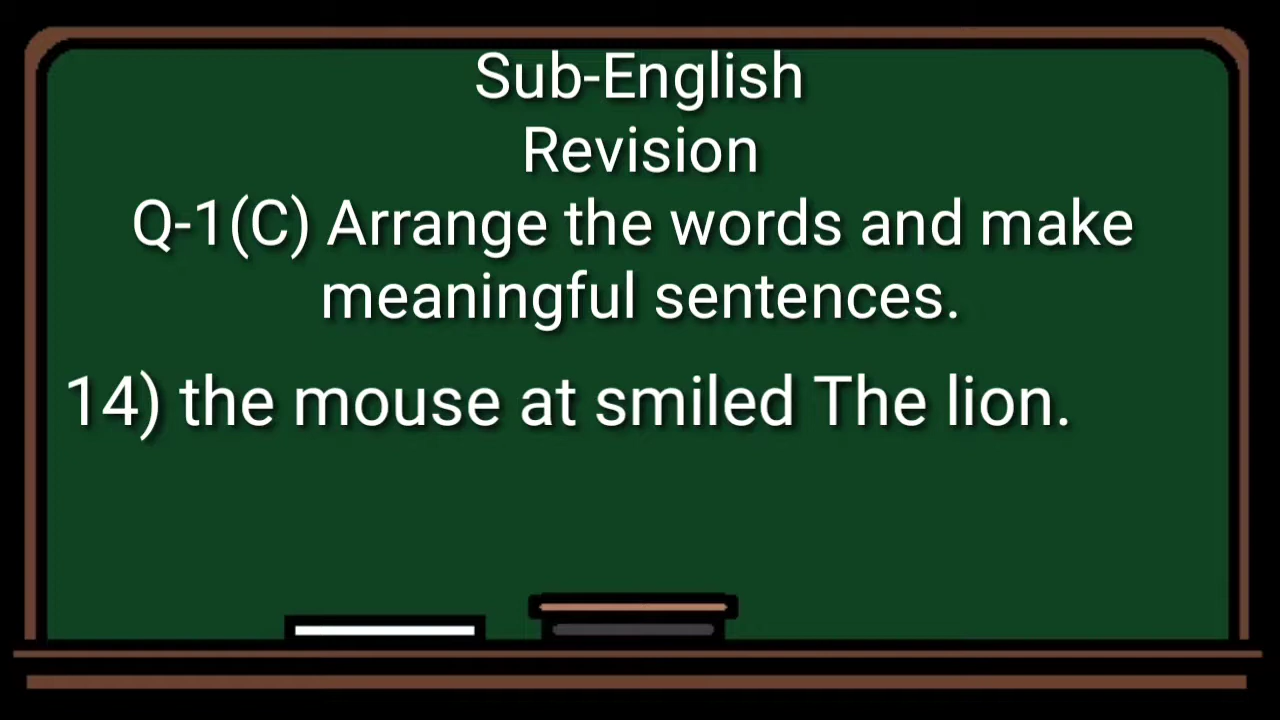 Sub-English
Revision
Q-1(C) Arrange the words and make
meaningful sentences.
14) the mouse at smiled The lion.